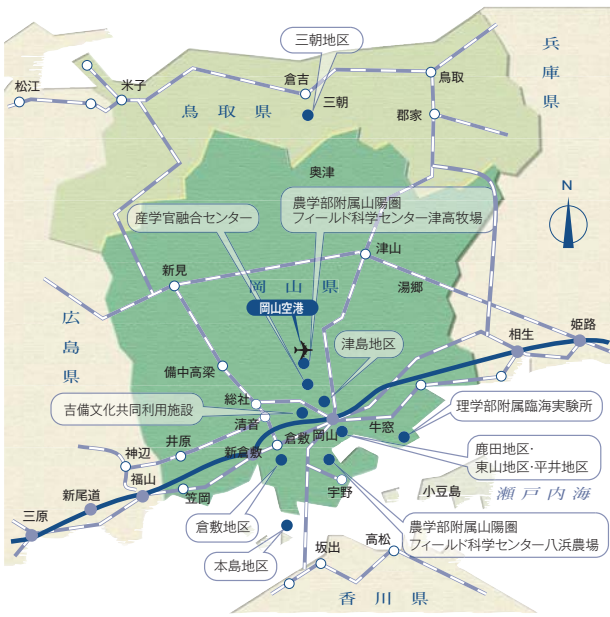 三朝地区
兵庫県
松江
米子
倉吉
鳥取
鳥取県
三朝
郡家
奥津
N
産学官融合センター
農学部附属山陽圏
フィールド科学センター津高牧場
津山
新見
岡山県
湯郷
岡山空港
広島県
相生
姫路
津島地区
備中高梁
総社
吉備文化共同利用施設
清音
理学部附属臨海実験所
牛窓
岡山
倉敷
井原
新倉敷
神辺
鹿田地区・
東山地区・平井地区
福山
笠岡
宇野
小豆島
瀬戸内海
新尾道
三原
倉敷地区
農学部附属山陽圏
フィールド科学センター八浜農場
高松
坂出
本島地区
香川県